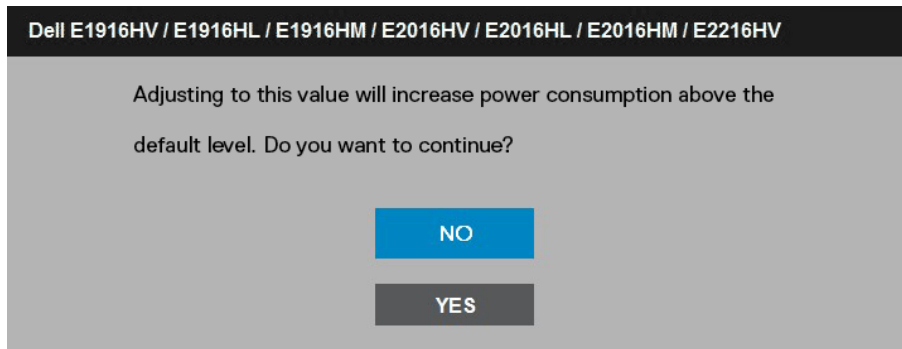 Dell E1916HV / E1916HL / E1916HM / E2016HV / E2016HL / E2016HM / E2216HV
Adjusting to this value will increase power consumption above the
default level. Do you want to continue?
NO
YES